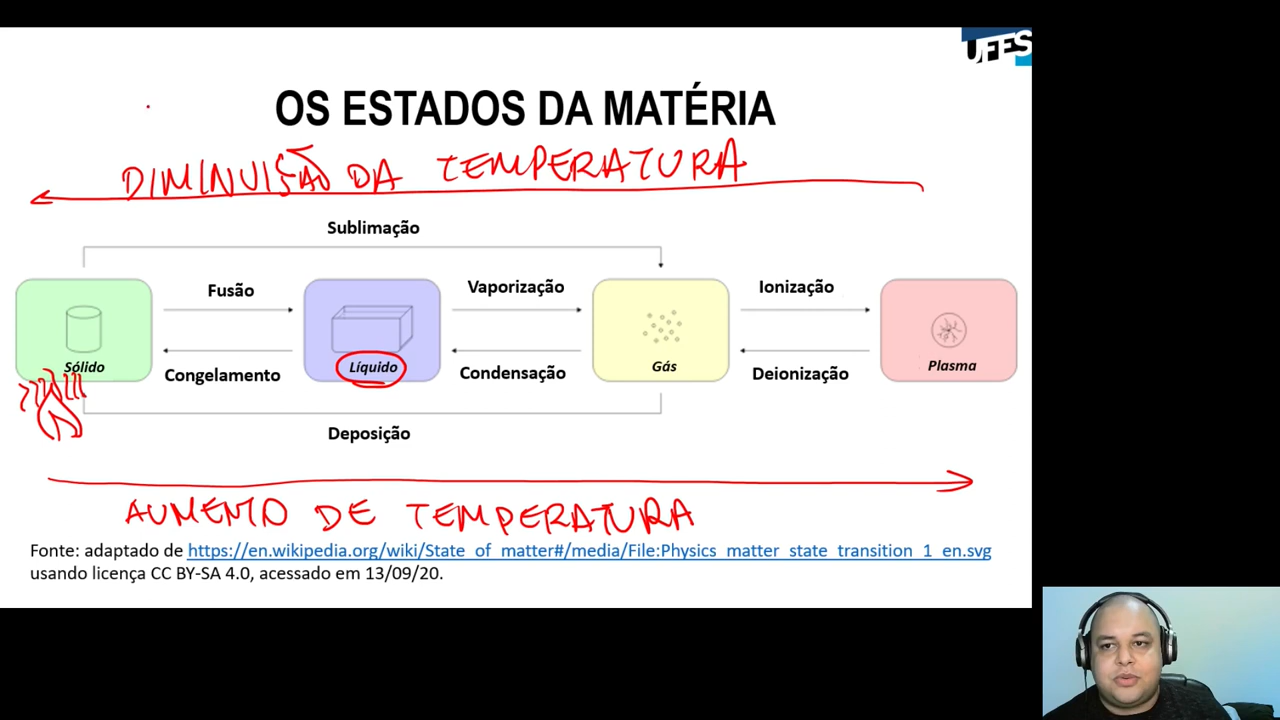 UFES
OS ESTADOS DA MATÉRIA
DIMINUIÇÃO DA TEMPERATURA
Sublimação
Fusão
Vaporização
Ionização
Sólido
Líquido
Gás
Plasma
Congelamento
Condensação
Deionização
Deposição
AUMENTO DE TEMPERATURA
Fonte: adaptado de https://en.wikipedia.org/wiki/State_of_matter#/media/File:Physics_matter_state_transition_1_en.svg
usando licença CC BY-SA 4.0, acessado em 13/09/20.